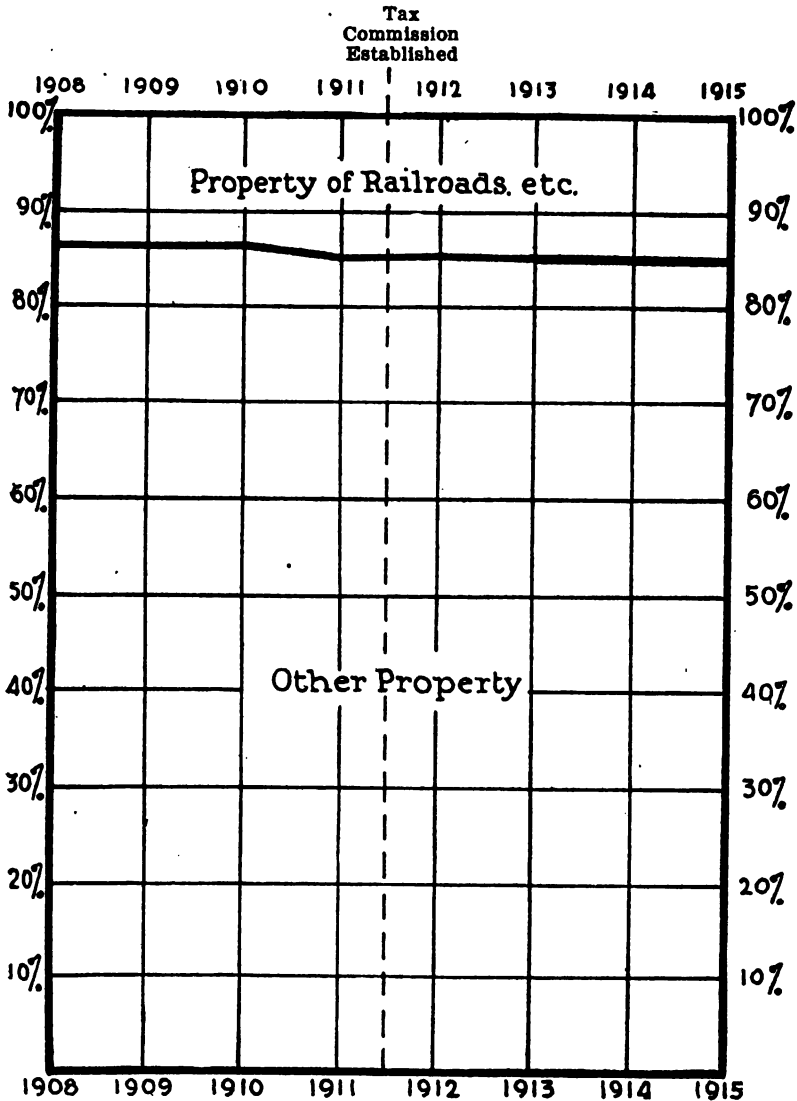 Tax
Commission
Established
1908 1909 1910 1911 1912 1913 1914 1915
100% 100%
Property of Railroads. etc.
90% 90%
80% 80%
70% 70%
60% 60%
50% 50%
Other Property
40% 40%
30% 30%
20% 20%
10% 10%
1908 1909 1910 1911 1912 1913 1914 1915